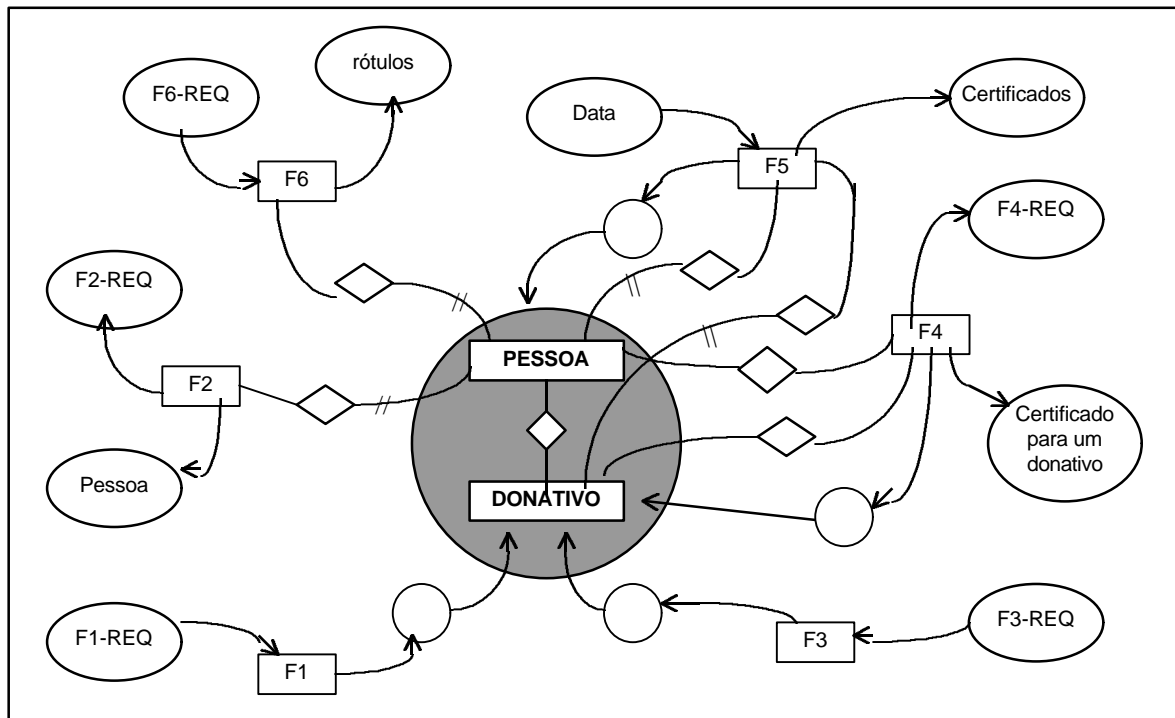 F6-REQ
rótulos
Data
Certificados
F6
F5
F4-REQ
F2-REQ
F4
PESSOA
F2
Certificado
para um
donativo
Pessoa
DONATIVO
F1-REQ
F3-REQ
F3
F1